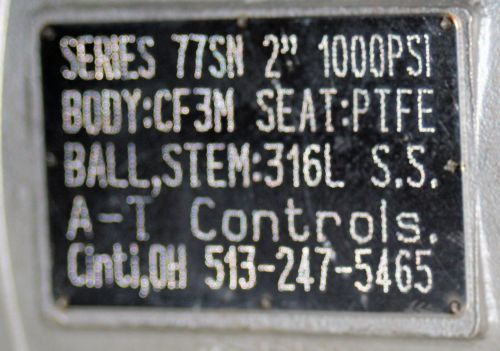 SERIES 77SN 2" 1000PSI
BODY:CF3M SEAT:PTFE
BALL,STEM:316L S.S.
A-T Controls.
Cinti,OH 513-247-5465